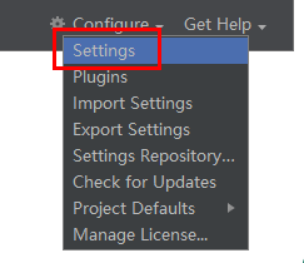 Configure Get Help
Settings
Plugins
Import Settings
Export Settings
Settings Repository...
Check for Updates
Project Defaults
Manage License...